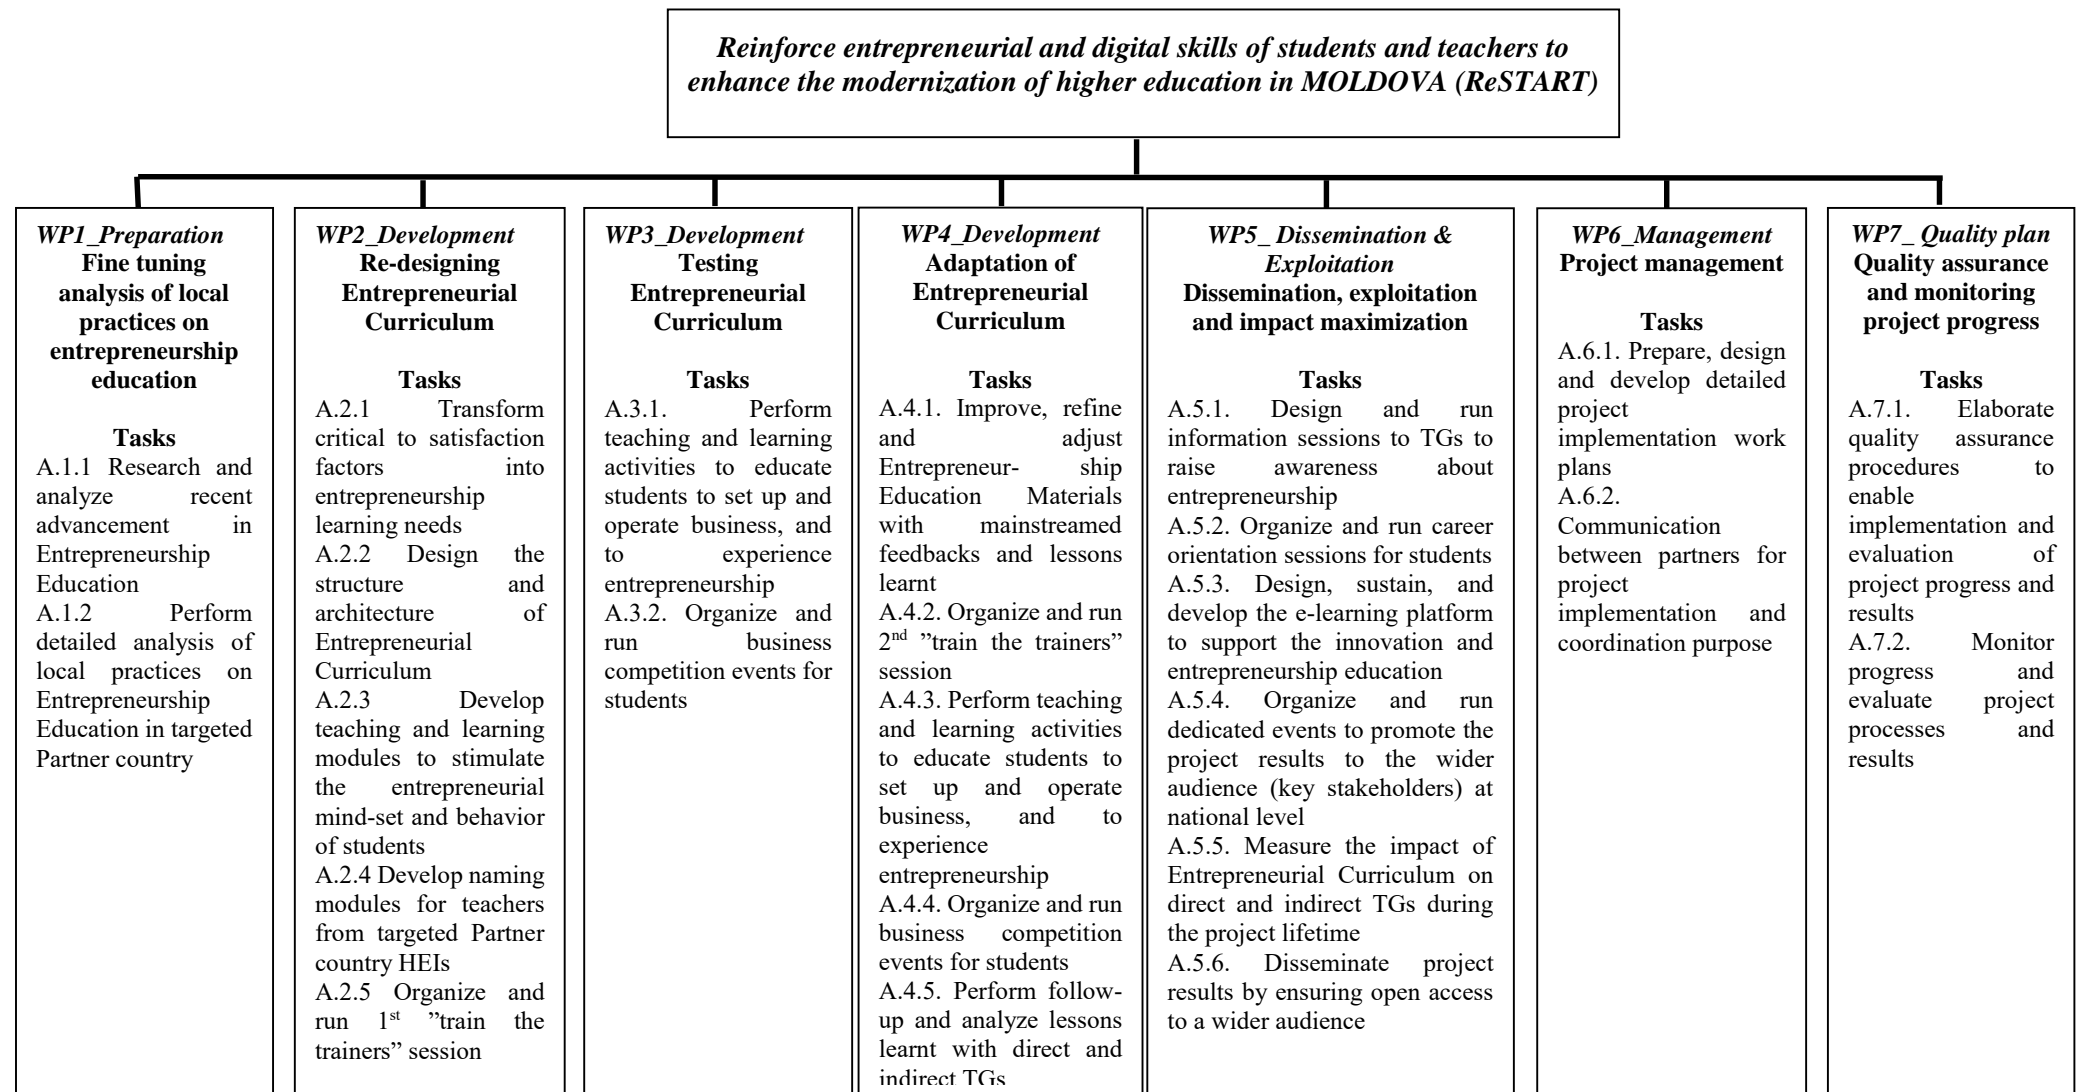 Reinforce entrepreneurial and digital skills of students and teachers to
enhance the modernization of higher education in MOLDOVA (ReSTART)
WP1_Preparation
Fine tuning
analysis of local
practices on
entrepreneurship
education
Tasks
A.1.1 Research and
analyze recent
advancement in
Entrepreneurship
Education
A.1.2 Perform
detailed analysis of
local practices on
Entrepreneurship
Education in targeted
Partner country
WP2_Development
Re-designing
Entrepreneurial
Curriculum
Tasks
A.2.1 Transform
critical to satisfaction
factors into
entrepreneurship
learning needs
A.2.2 Design the
structure and
architecture of
Entrepreneurial
Curriculum
A.2.3 Develop
teaching and learning
modules to stimulate
the entrepreneurial
mind-set and behavior
of students
A.2.4 Develop naming
modules for teachers
from targeted Partner
country HEIs
A.2.5 Organize and
run 1st ”train the
trainers” session
WP3_Development
Testing
Entrepreneurial
Curriculum
Tasks
A.3.1. Perform
teaching and learning
activities to educate
students to set up and
operate business, and
to experience
entrepreneurship
A.3.2. Organize and
run business
competition events for
students
WP4_Development
Adaptation of
Entrepreneurial
Curriculum
Tasks
A.4.1. Improve, refine
and adjust
Entrepreneur- ship
Education Materials
with mainstreamed
feedbacks and lessons
learnt
A.4.2. Organize and run
2nd ”train the trainers”
session
A.4.3. Perform teaching
and learning activities
to educate students to
set up and operate
business, and to
experience
entrepreneurship
A.4.4. Organize and run
business competition
events for students
A.4.5. Perform follow-
up and analyze lessons
learnt with direct and
indirect TGs
WP5_ Dissemination &
Exploitation
Dissemination, exploitation
and impact maximization
Tasks
A.5.1. Design and run
information sessions to TGs to
raise awareness about
entrepreneurship
A.5.2. Organize and run career
orientation sessions for students
A.5.3. Design, sustain, and
develop the e-learning platform
to support the innovation and
entrepreneurship education
A.5.4. Organize and run
dedicated events to promote the
project results to the wider
audience (key stakeholders) at
national level
A.5.5. Measure the impact of
Entrepreneurial Curriculum on
direct and indirect TGs during
the project lifetime
A.5.6. Disseminate project
results by ensuring open access
to a wider audience
WP6_Management
Project management
Tasks
A.6.1. Prepare, design
and develop detailed
project
implementation work
plans
A.6.2.
Communication
between partners for
project
implementation and
coordination purpose
WP7_ Quality plan
Quality assurance
and monitoring
project progress
Tasks
A.7.1. Elaborate
quality assurance
procedures to
enable
implementation and
evaluation of
project progress and
results
A.7.2. Monitor
progress and
evaluate project
processes and
results